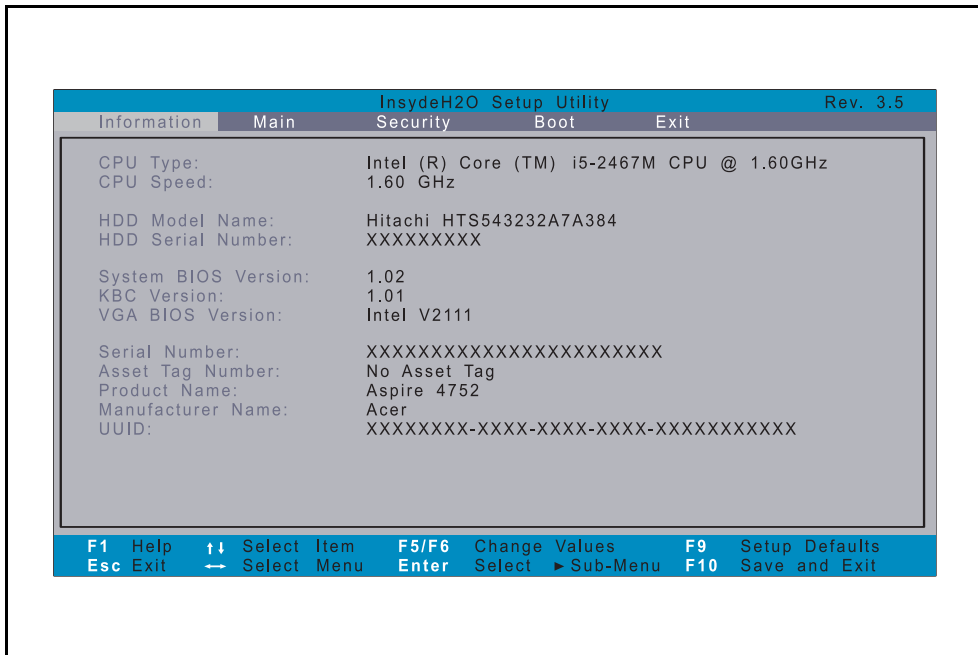 InsydeH2O Setup Utility Rev. 3.5
Information Main Security Boot Exit
CPU Type: Intel (R) Core (TM) i5-2467M CPU @ 1.60GHz
CPU Speed: 1.60 GHz
HDD Model Name: Hitachi HTS543232A7A384
HDD Serial Number: XXXXXXXXX
System BIOS Version: 1.02
KBC Version: 1.01
VGA BIOS Version: Intel V2111
Serial Number: XXXXXXXXXXXXXXXXXXXXXXX
Asset Tag Number: No Asset Tag
Product Name: Aspire 4752
Manufacturer Name: Acer
UUID: XXXXXXXX-XXXX-XXXX-XXXX-XXXXXXXXXXX
F1 Help ↑↓ Select Item F5/F6 Change Values F9 Setup Defaults
Esc Exit ↔ Select Menu Enter Select ►Sub-Menu F10 Save and Exit